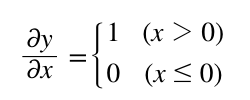 ∂y/∂x = { 1 (x > 0)
0 (x ≤ 0)